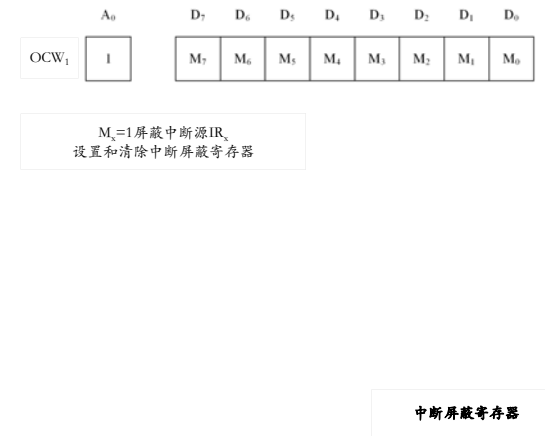 A₀ D₇ D₆ D₅ D₄ D₃ D₂ D₁ D₀
OCW₁ 1 M₇ M₆ M₅ M₄ M₃ M₂ M₁ M₀
Mₓ=1屏蔽中断源IRₓ
设置和清除中断屏蔽寄存器
中断屏蔽寄存器